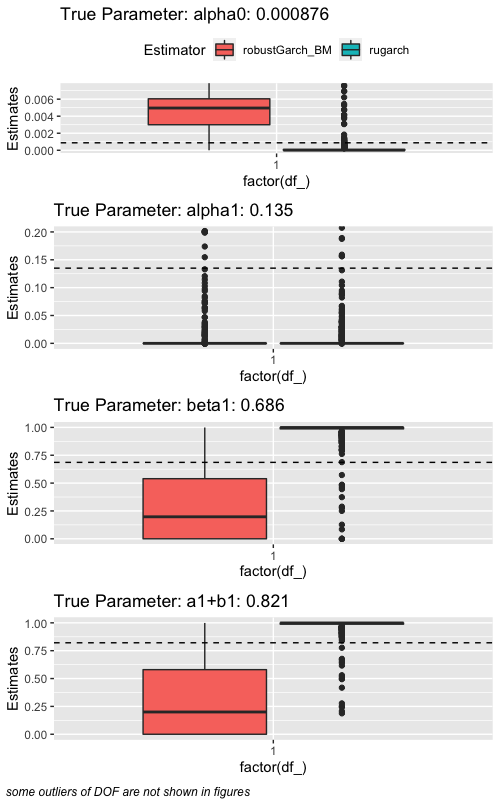 True Parameter: alpha0: 0.000876
Estimator robustGarch_BM rugarch
Estimates
0.006
0.004
0.002
0.000
1
factor(df_)
True Parameter: alpha1: 0.135
Estimates
0.20
0.15
0.10
0.05
0.00
1
factor(df_)
True Parameter: beta1: 0.686
Estimates
1.00
0.75
0.50
0.25
0.00
1
factor(df_)
True Parameter: a1+b1: 0.821
Estimates
1.00
0.75
0.50
0.25
0.00
1
factor(df_)
some outliers of DOF are not shown in figures